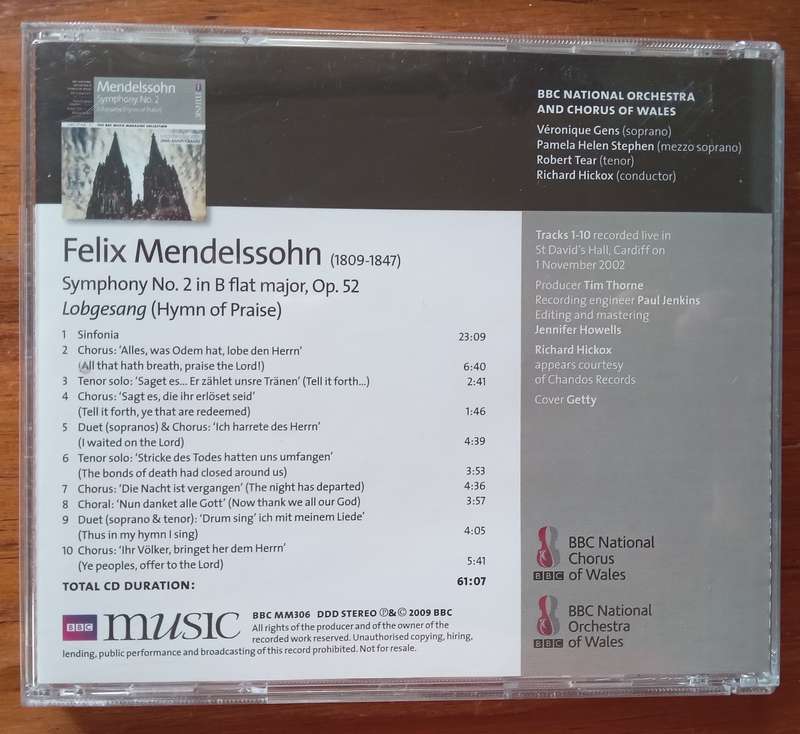 Mendelssohn
Symphony No. 2
BBC NATIONAL ORCHESTRA
AND CHORUS OF WALES
Véronique Gens (soprano)
Pamela Helen Stephen (mezzo soprano)
Robert Tear (tenor)
Richard Hickox (conductor)
Felix Mendelssohn (1809-1847)
Symphony No. 2 in B flat major, Op. 52
Lobgesang (Hymn of Praise)
1 Sinfonia 23:09
2 Chorus: ‘Alles, was Odem hat, lobe den Herrn’
(All that hath breath, praise the Lord!) 6:40
3 Tenor solo: ‘Saget es... Er zählet unsre Tränen’ (Tell it forth...) 2:41
4 Chorus: ‘Sagt es, die ihr erlöset seid’
(Tell it forth, ye that are redeemed) 1:46
5 Duet (sopranos) & Chorus: ‘Ich harrete des Herrn’
(I waited on the Lord) 4:39
6 Tenor solo: ‘Stricke des Todes hatten uns umfangen’
(The bonds of death had closed around us) 3:53
7 Chorus: ‘Die Nacht ist vergangen’ (The night has departed) 4:36
8 Choral: ‘Nun danket alle Gott’ (Now thank we all our God) 3:57
9 Duet (soprano & tenor): ‘Drum sing’ ich mit meinem Liede’
(Thus in my hymn I sing) 4:05
10 Chorus: ‘Ihr Völker, bringet her dem Herrn’
(Ye peoples, offer to the Lord) 5:41
TOTAL CD DURATION: 61:07
BBC music
BBC MM306 DDD STEREO ℗&© 2009 BBC
All rights of the producer and of the owner of the
recorded work reserved. Unauthorised copying, hiring,
lending, public performance and broadcasting of this record prohibited. Not for resale.
Tracks 1-10 recorded live in
St David's Hall, Cardiff on
1 November 2002
Producer Tim Thorne
Recording engineer Paul Jenkins
Editing and mastering
Jennifer Howells
Richard Hickox
appears courtesy
of Chandos Records
Cover Getty
BBC National
Chorus
BBC of Wales
BBC National
Orchestra
BBC of Wales